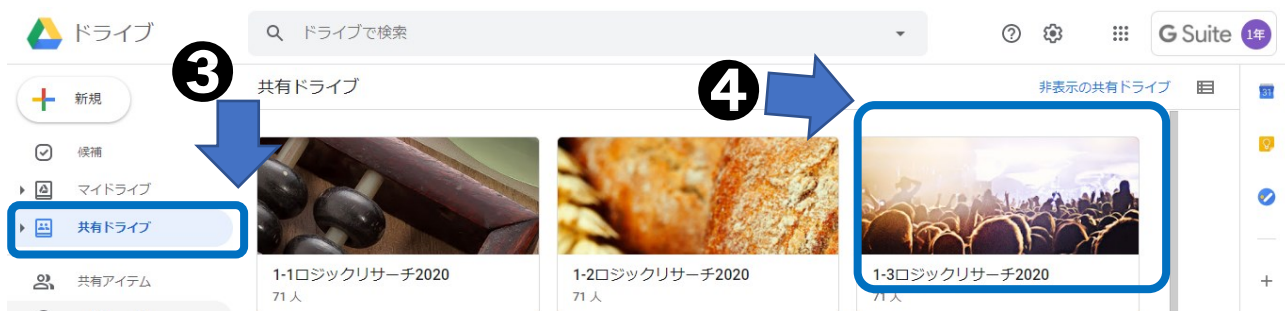 ドライブ
ドライブで検索
G Suite
1年
❸
❹
共有ドライブ
非表示の共有ドライブ
新規
候補
マイドライブ
共有ドライブ
共有アイテム
1-1ロジックリサーチ2020
71 人
1-2ロジックリサーチ2020
71 人
1-3ロジックリサーチ2020
71 人
31